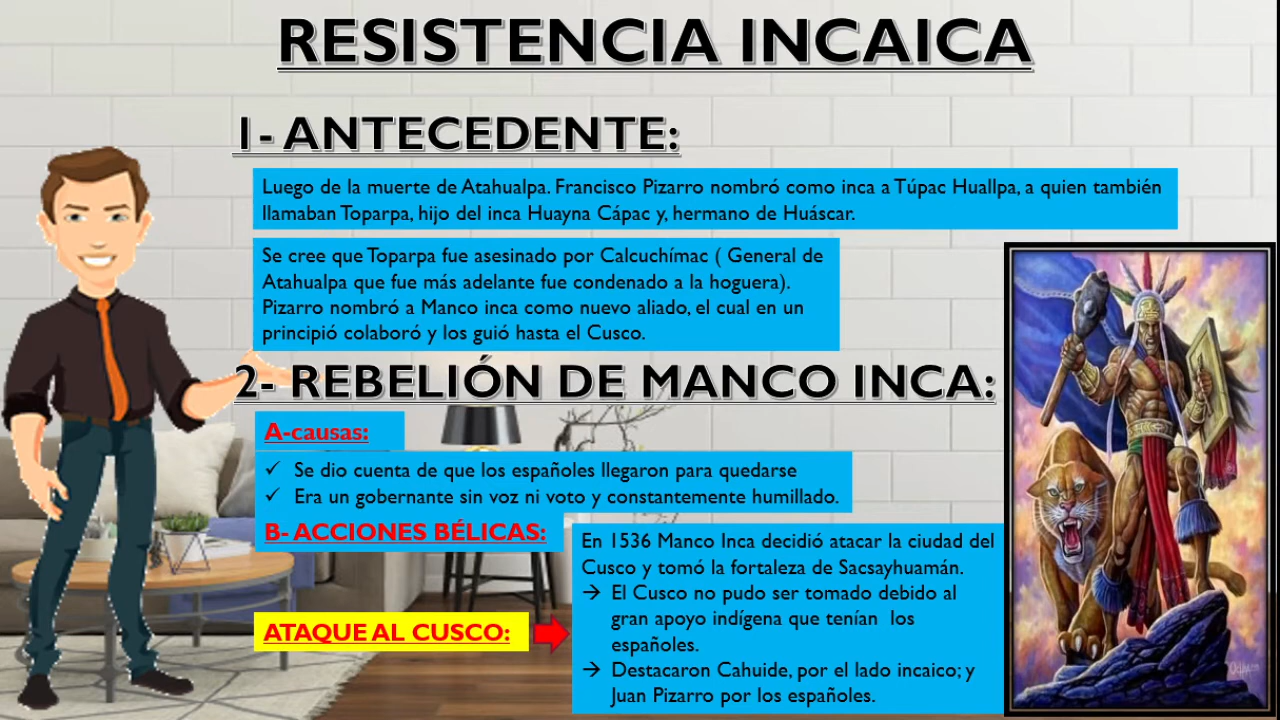 RESISTENCIA INCAICA
1- ANTECEDENTE:
Luego de la muerte de Atahualpa. Francisco Pizarro nombró como inca a Túpac Huallpa, a quien también
llamaban Toparpa, hijo del inca Huayna Cápac y, hermano de Huáscar.
Se cree que Toparpa fue asesinado por Calcuchímac ( General de
Atahualpa que fue más adelante fue condenado a la hoguera).
Pizarro nombró a Manco inca como nuevo aliado, el cual en un
principió colaboró y los guió hasta el Cusco.
2- REBELIÓN DE MANCO INCA:
A-causas:
✓ Se dio cuenta de que los españoles llegaron para quedarse
✓ Era un gobernante sin voz ni voto y constantemente humillado.
B- ACCIONES BÉLICAS:
ATAQUE AL CUSCO:
En 1536 Manco Inca decidió atacar la ciudad del
Cusco y tomó la fortaleza de Sacsayhuamán.
→ El Cusco no pudo ser tomado debido al
gran apoyo indígena que tenían los
españoles.
→ Destacaron Cahuide, por el lado incaico; y
Juan Pizarro por los españoles.